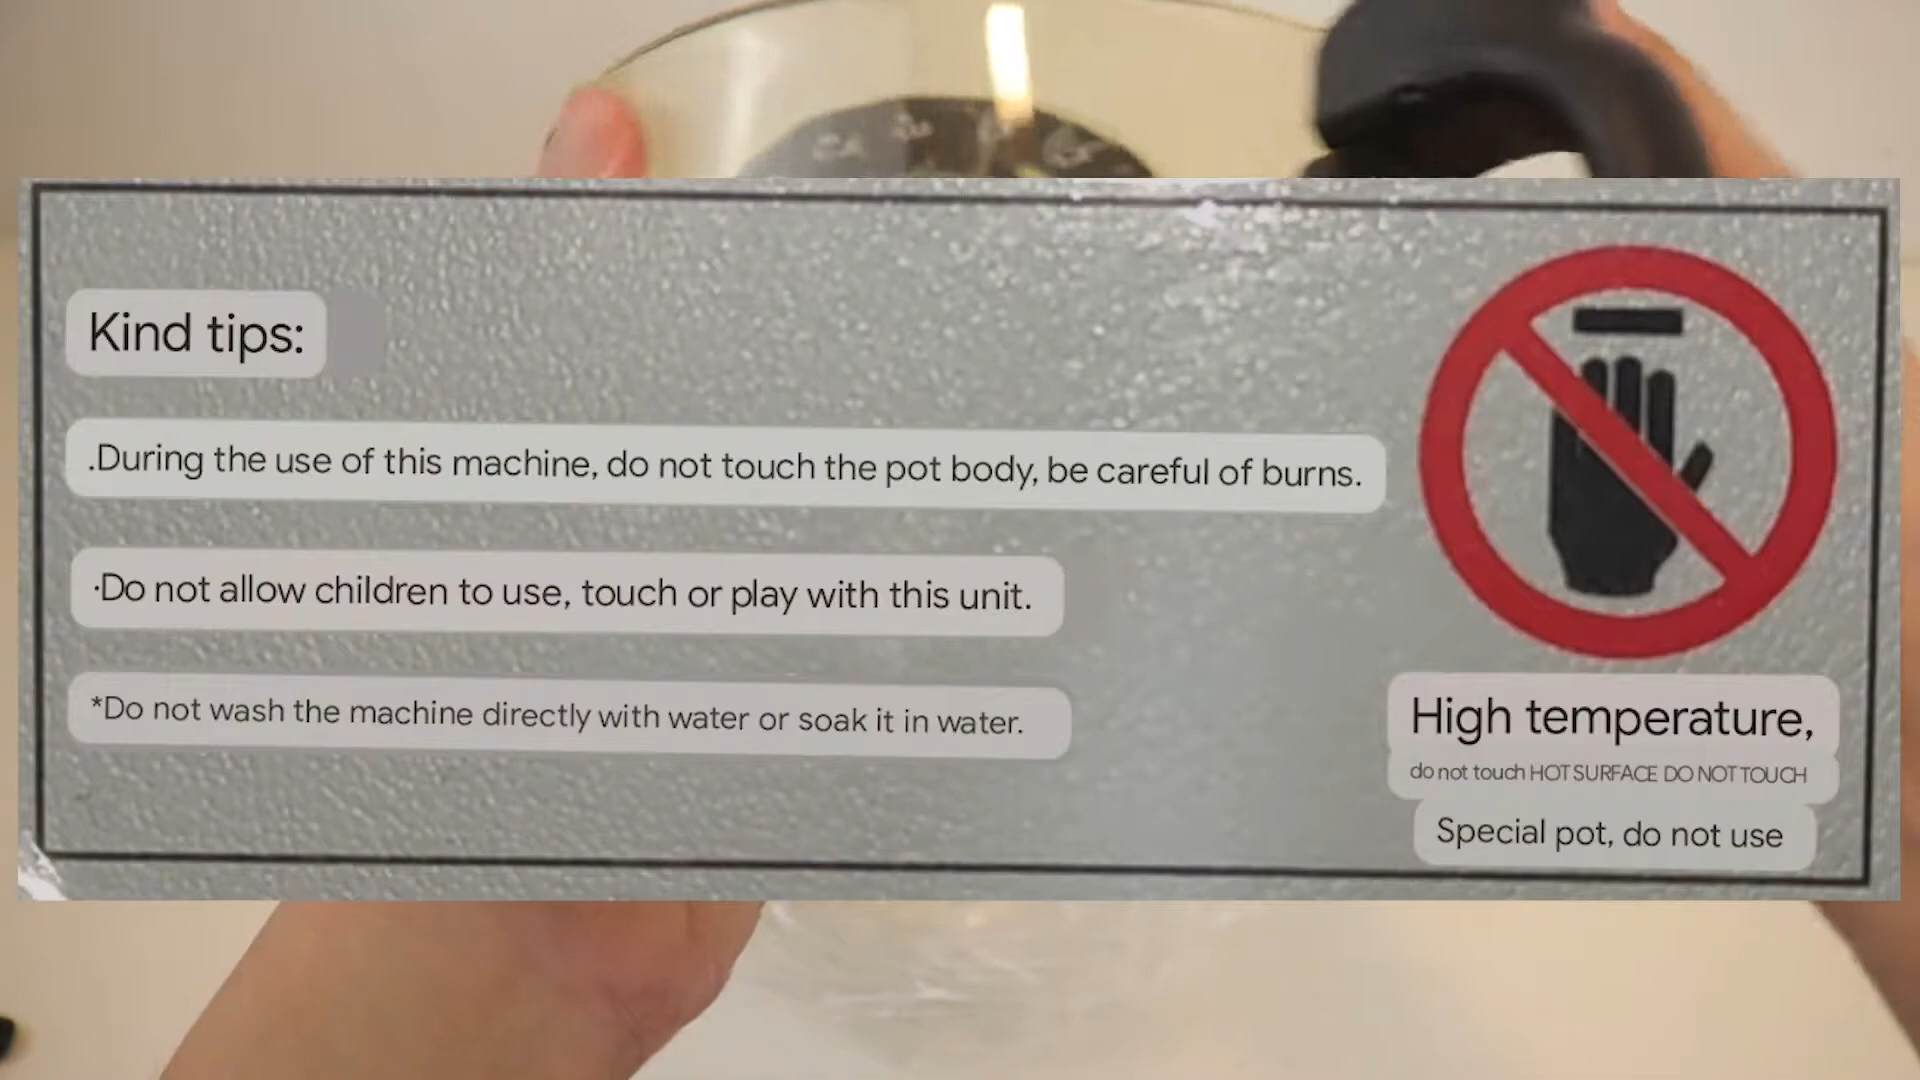 Kind tips:
.During the use of this machine, do not touch the pot body, be careful of burns.
·Do not allow children to use, touch or play with this unit.
*Do not wash the machine directly with water or soak it in water.
High temperature,
do not touch HOT SURFACE DO NOT TOUCH
Special pot, do not use